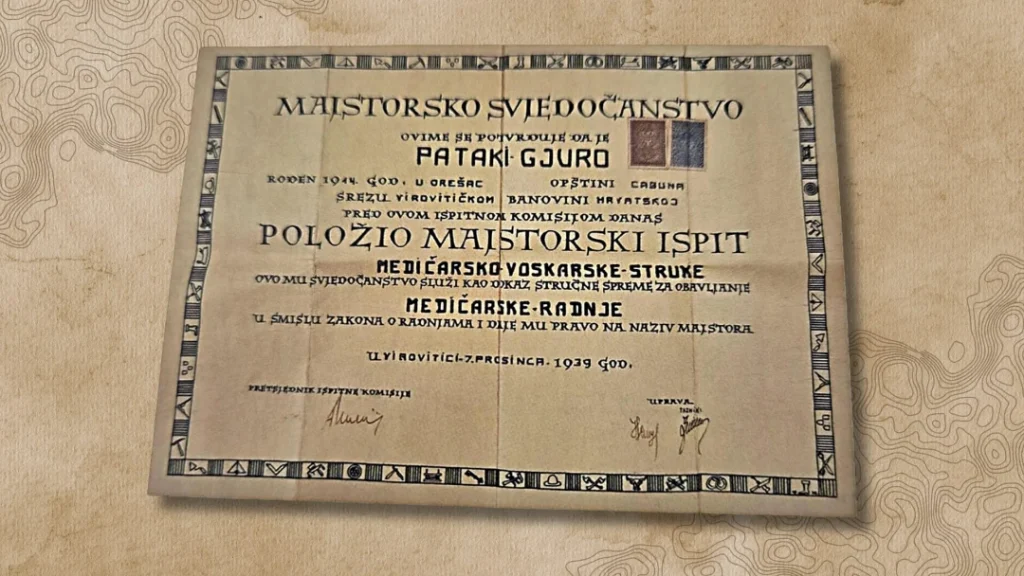 MAJSTORSKO SVJEDOČANSTVO
OVIME SE POTVRDUJE DA JE
PATAKI-GJURO
ROĐEN 1914. GOD. U OREŠAC OPŠTINI CABUNA
SREZU VIROVITIČKOM BANOVINI HRVATSKOJ
PRED OVOM ISPITNOM KOMISIJOM DANAS
POLOŽIO MAJSTORSKI ISPIT
MEDIČARSKO-VOSKARSKE-STRUKE
OVO MU SVJEDOČANSTVO SLUŽI KAO DOKAZ STRUČNE SPREME ZA OBAVLJANJE
MEDIČARSKE-RADNJE
U SMISLU ZAKONA O RADNJAMA I DIJE MU PRAVO NA NAZIV MAJSTORA
U VIROVITICI-7.PROSINCA. 1939 GOD.
PRETSJEDNIK ISPITNE KOMISIJE
UPRAVA